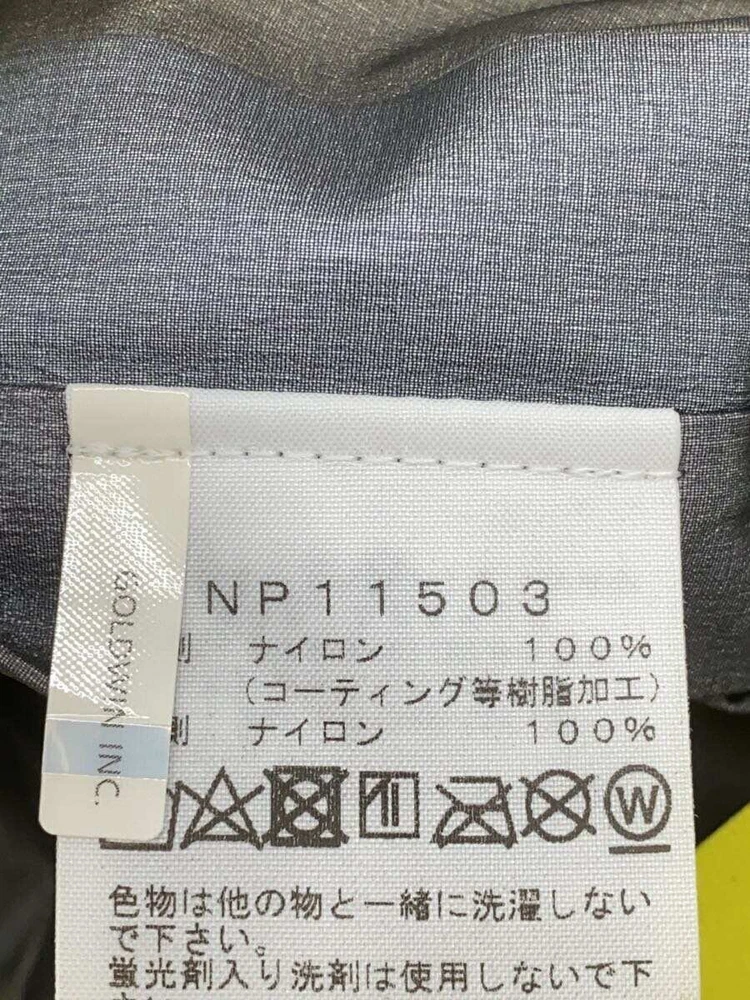 NP11503
側 ナイロン 100%
（コーティング等樹脂加工）
側 ナイロン 100%
W
色物は他の物と一緒に洗濯しない
で下さい。
蛍光剤入り洗剤は使用しないで下
GOLDWIN INC.